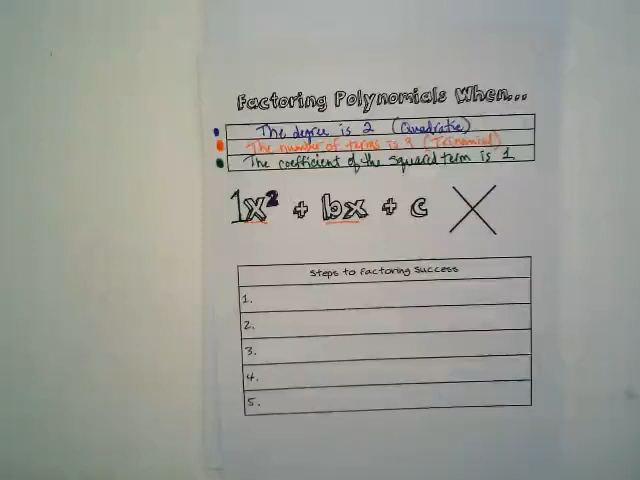 Factoring Polynomials When...
The degree is 2 (Quadratic)
The number of terms is 3 (Trinomial)
The coefficient of the squared term is 1
1x² + bx + c
Steps to Factoring Success
1.
2.
3.
4.
5.